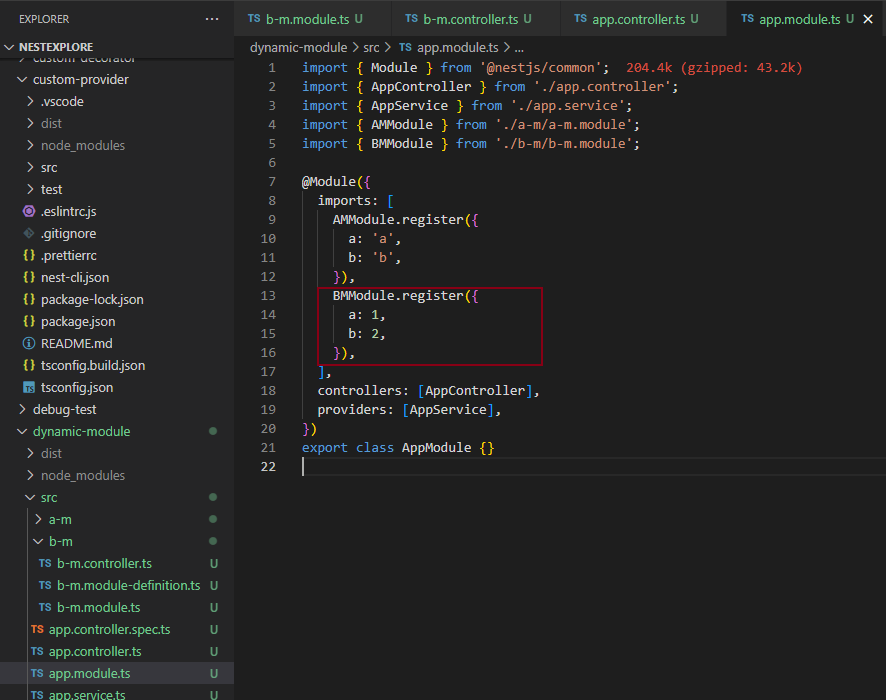 EXPLORER
NESTEXPLORE
custom-decorator
custom-provider
.vscode
dist
node_modules
src
test
.eslintrc.js
.gitignore
{} .prettierrc
{} nest-cli.json
{} package-lock.json
{} package.json
README.md
{} tsconfig.build.json
TS tsconfig.json
debug-test
dynamic-module
dist
node_modules
src
a-m
b-m
TS b-m.controller.ts U
TS b-m.module-definition.ts U
TS b-m.module.ts U
TS app.controller.spec.ts U
TS app.controller.ts U
TS app.module.ts U
TS app.service.ts U
TS b-m.module.ts U TS b-m.controller.ts U TS app.controller.ts U TS app.module.ts U
dynamic-module > src > TS app.module.ts > ...
1 import { Module } from '@nestjs/common'; 204.4k (gzipped: 43.2k)
2 import { AppController } from './app.controller';
3 import { AppService } from './app.service';
4 import { AMModule } from './a-m/a-m.module';
5 import { BMModule } from './b-m/b-m.module';
6
7 @Module({
8 imports: [
9 AMModule.register({
10 a: 'a',
11 b: 'b',
12 }),
13 BMModule.register({
14 a: 1,
15 b: 2,
16 }),
17 ],
18 controllers: [AppController],
19 providers: [AppService],
20 })
21 export class AppModule {}
22